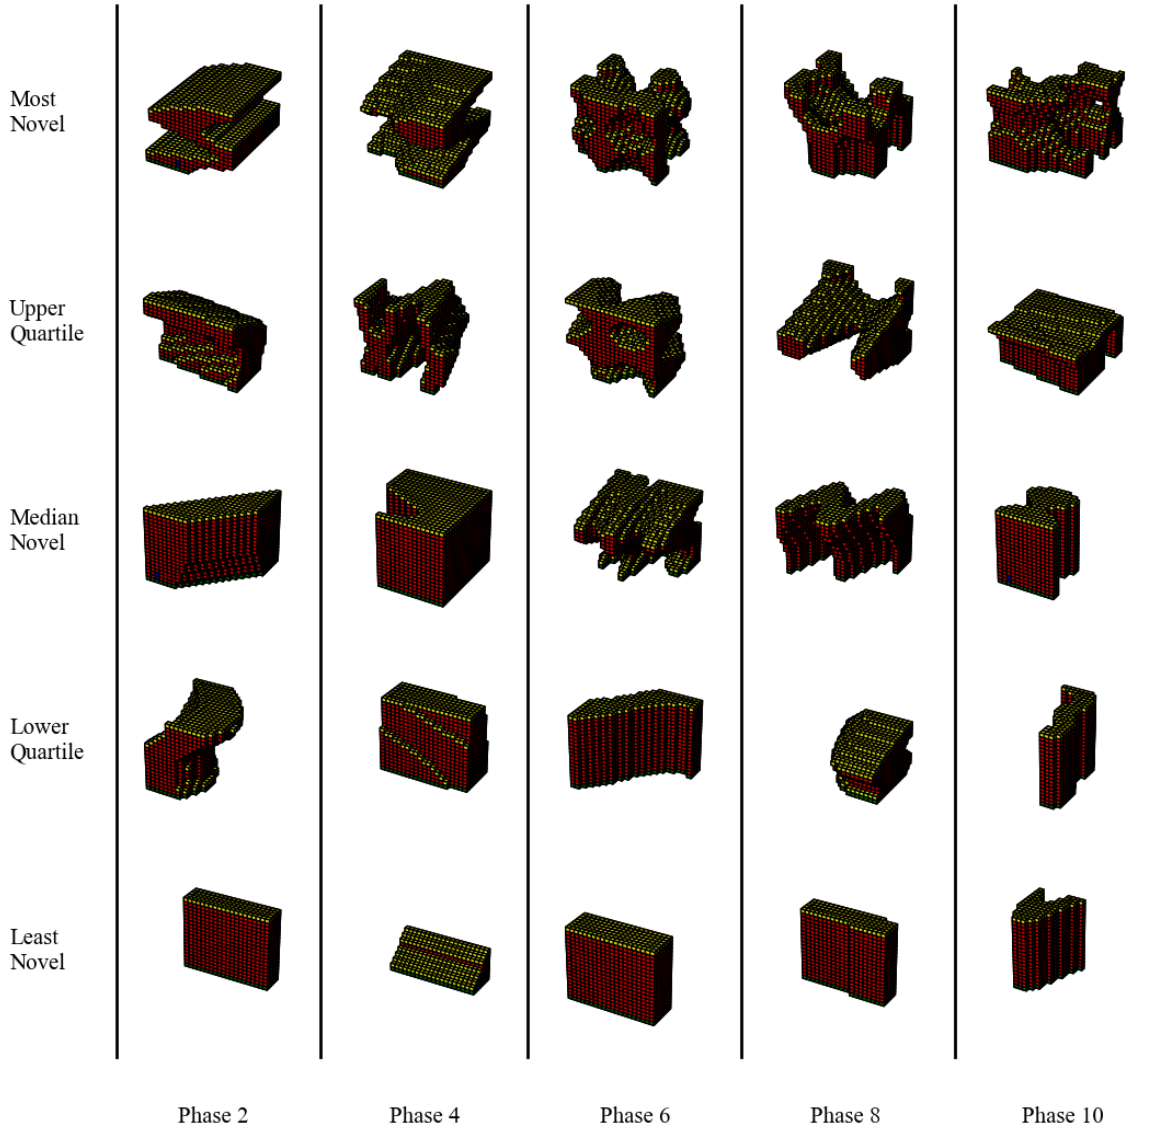 Most
Novel
Upper
Quartile
Median
Novel
Lower
Quartile
Least
Novel
Phase 2
Phase 4
Phase 6
Phase 8
Phase 10